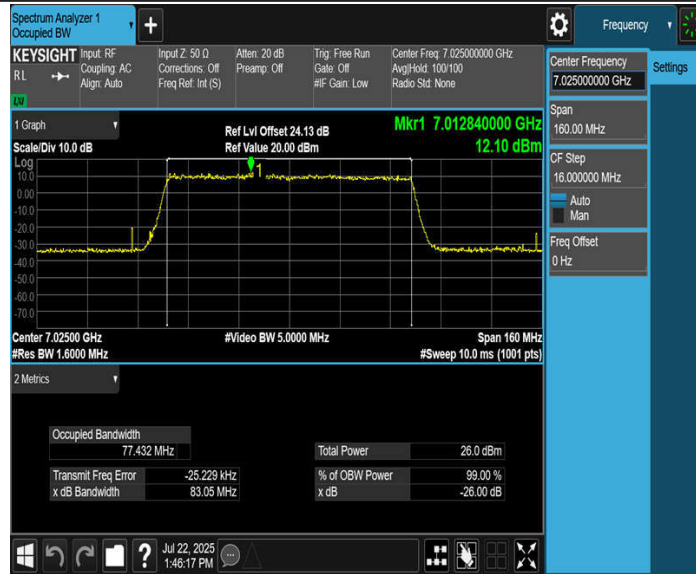 Spectrum Analyzer 1
Occupied BW
+
Frequency
KEYSIGHT
RL
LXI
Input: RF
Coupling: AC
Align: Auto
Input Z: 50 Ω
Corrections: Off
Freq Ref: Int (S)
Atten: 20 dB
Preamp: Off
Trig: Free Run
Gate: Off
#IF Gain: Low
Center Freq: 7.025000000 GHz
Avg|Hold: 100/100
Radio Std: None
Center Frequency
7.025000000 GHz
Settings
Span
160.00 MHz
CF Step
16.000000 MHz
Auto
Man
Freq Offset
0 Hz
1 Graph
Scale/Div 10.0 dB
Ref Lvl Offset 24.13 dB
Ref Value 20.00 dBm
Mkr1 7.012840000 GHz
12.10 dBm
Log
10.0
0.00
-10.0
-20.0
-30.0
-40.0
-50.0
-60.0
-70.0
1
Center 7.02500 GHz
#Res BW 1.6000 MHz
#Video BW 5.0000 MHz
Span 160 MHz
#Sweep 10.0 ms (1001 pts)
2 Metrics
Occupied Bandwidth
77.432 MHz
Total Power 26.0 dBm
Transmit Freq Error -25.229 kHz
% of OBW Power 99.00 %
x dB Bandwidth 83.05 MHz
x dB -26.00 dB
?
Jul 22, 2025
1:46:17 PM